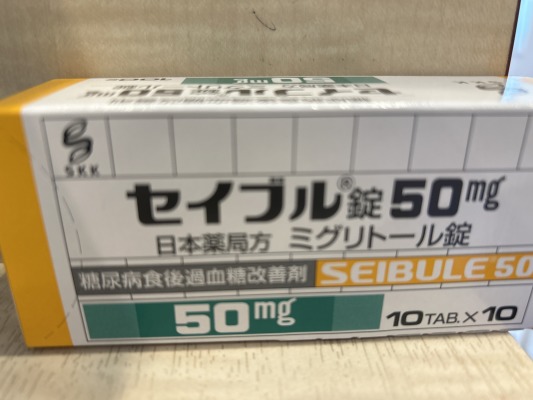 SKK
セイブル®錠50mg
日本薬局方 ミグリトール錠
糖尿病食後過血糖改善剤 SEIBULE 50
50mg 10TAB.×10